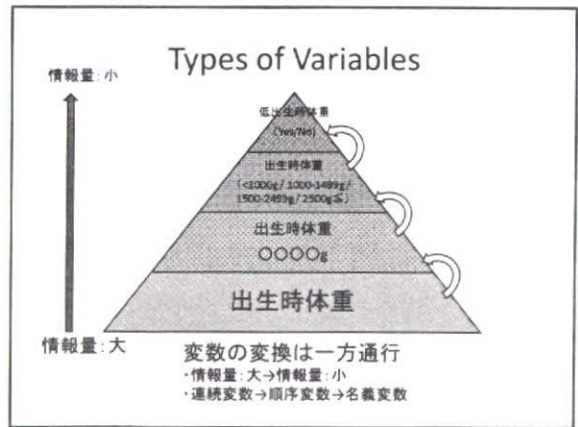 Types of Variables
情報量:小
低出生時体重
(Yes/No)
出生時体重
(<1000g/ 1000-1499g/
1500-2499g/ 2500g≦)
出生時体重
○○○○g
出生時体重
情報量:大
変数の変換は一方通行
・情報量:大→情報量:小
・連続変数→順序変数→名義変数